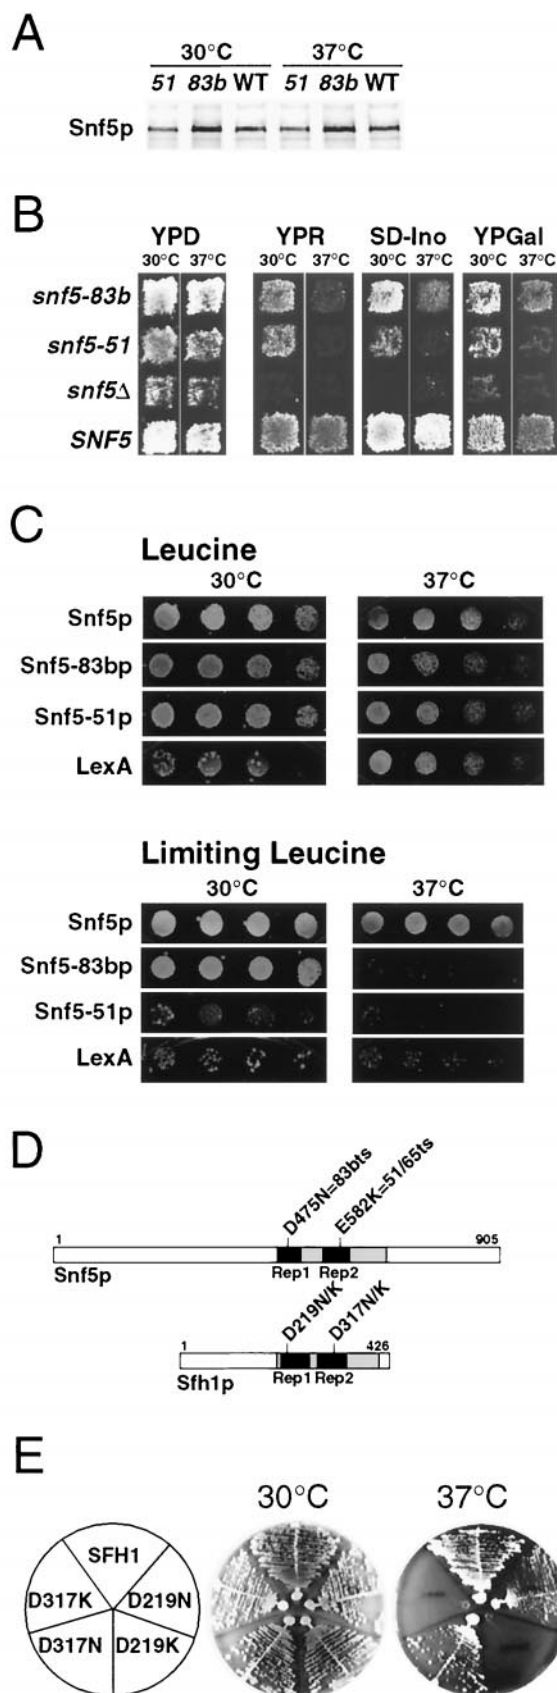 A
30°C 37°C
51 83b WT 51 83b WT
Snf5p
B
YPD YPR SD-Ino YPGal
30°C 37°C 30°C 37°C 30°C 37°C 30°C 37°C
snf5-83b
snf5-51
snf5Δ
SNF5
C
Leucine
30°C 37°C
Snf5p
Snf5-83bp
Snf5-51p
LexA
Limiting Leucine
30°C 37°C
Snf5p
Snf5-83bp
Snf5-51p
LexA
D
D475N=83bts
E582K=51/65ts
1 905
Rep1 Rep2
Snf5p
D219N/K
D317N/K
1 426
Rep1 Rep2
Sfh1p
E
30°C 37°C
SFH1
D317K D219N
D317N D219K